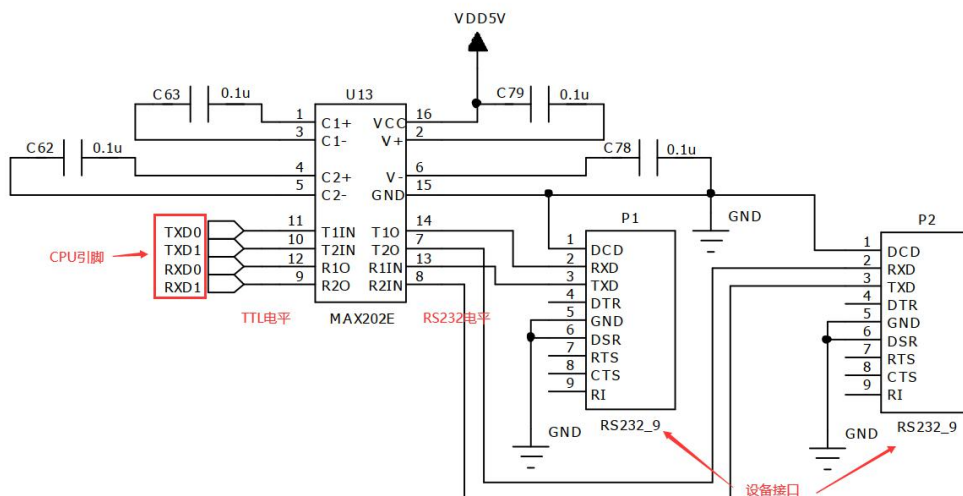 VDD5V
C63 0.1u
U13
C79 0.1u
1 C1+ VCC 16
3 C1- V+ 2
C62 0.1u
C78 0.1u
4 C2+ V- 6
5 C2- GND 15
GND
P1
P2
TXD0 11 T1IN T1O 14
TXD1 10 T2IN T2O 7
RXD0 12 R1O R1IN 13
RXD1 9 R2O R2IN 8
CPU引脚
TTL电平
MAX202E
RS232电平
1 DCD
2 RXD
3 TXD
4 DTR
5 GND
6 DSR
7 RTS
8 CTS
9 RI
RS232_9
GND
1 DCD
2 RXD
3 TXD
4 DTR
5 GND
6 DSR
7 RTS
8 CTS
9 RI
RS232_9
GND
设备接口